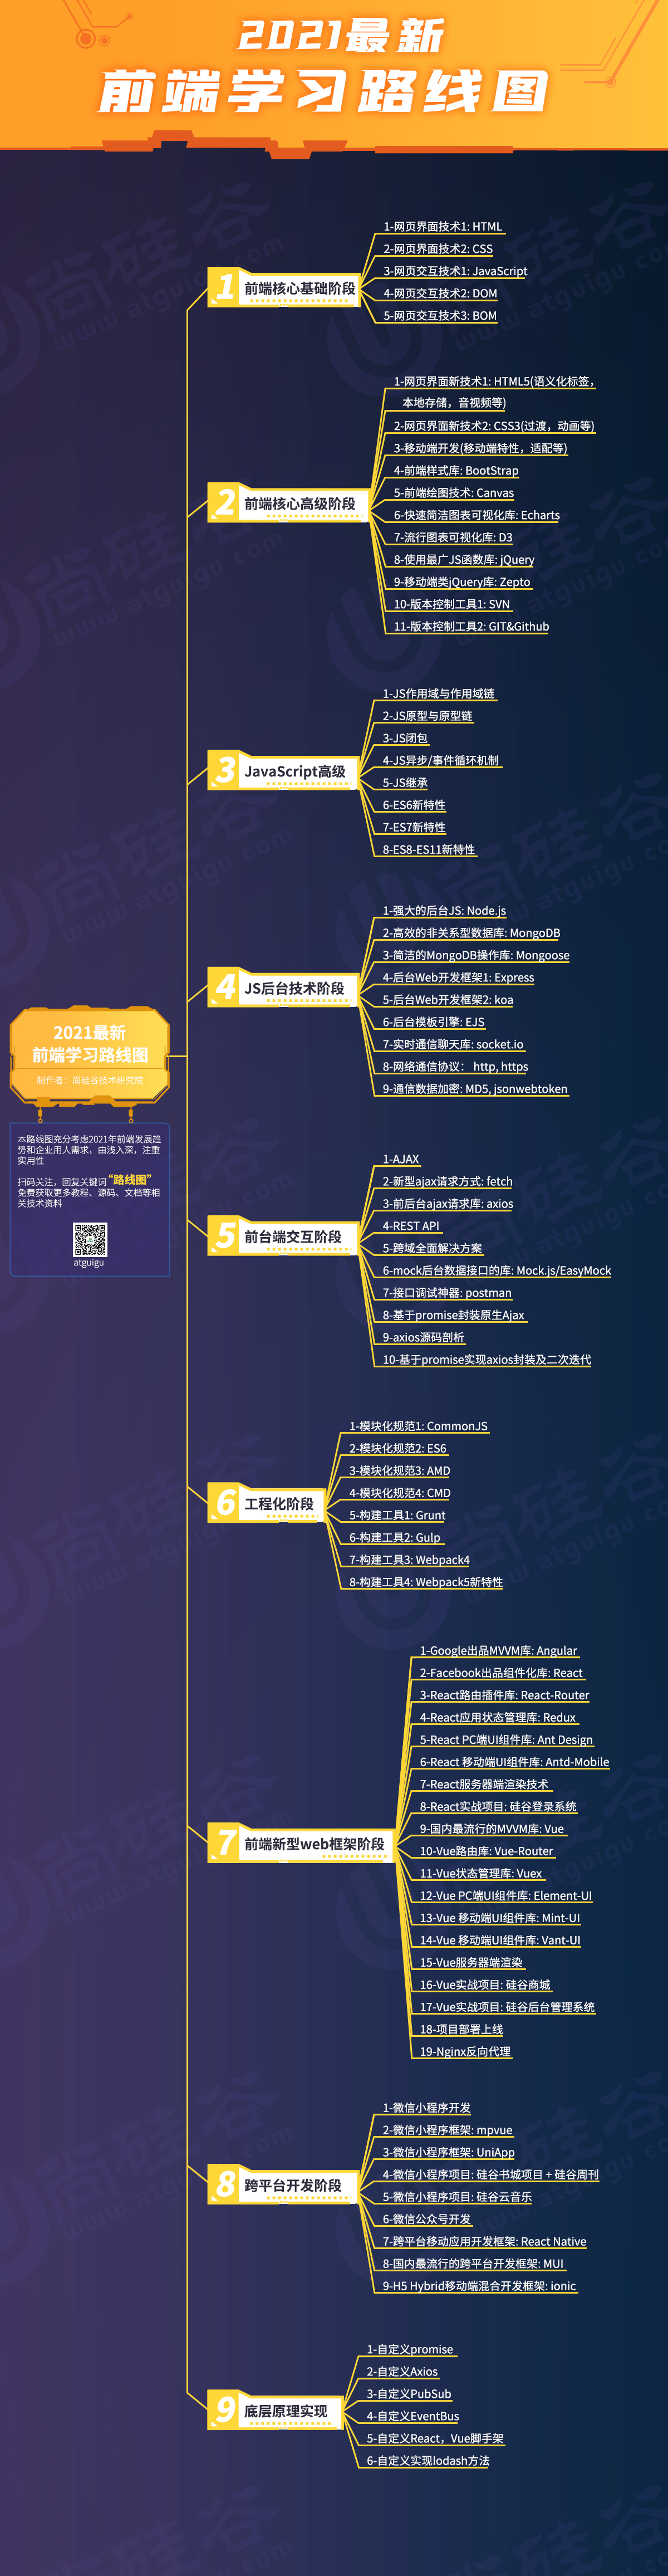 2021最新
前端学习路线图
1
前端核心基础阶段
1-网页界面技术1: HTML
2-网页界面技术2: CSS
3-网页交互技术1: JavaScript
4-网页交互技术2: DOM
5-网页交互技术3: BOM
2
前端核心高级阶段
1-网页界面新技术1: HTML5(语义化标签，
本地存储，音视频等)
2-网页界面新技术2: CSS3(过渡，动画等)
3-移动端开发(移动端特性，适配等)
4-前端样式库: BootStrap
5-前端绘图技术: Canvas
6-快速简洁图表可视化库: Echarts
7-流行图表可视化库: D3
8-使用最广JS函数库: jQuery
9-移动端类jQuery库: Zepto
10-版本控制工具1: SVN
11-版本控制工具2: GIT&Github
3
JavaScript高级
1-JS作用域与作用域链
2-JS原型与原型链
3-JS闭包
4-JS异步/事件循环机制
5-JS继承
6-ES6新特性
7-ES7新特性
8-ES8-ES11新特性
4
JS后台技术阶段
1-强大的后台JS: Node.js
2-高效的非关系型数据库: MongoDB
3-简洁的MongoDB操作库: Mongoose
4-后台Web开发框架1: Express
5-后台Web开发框架2: koa
6-后台模板引擎: EJS
7-实时通信聊天库: socket.io
8-网络通信协议： http, https
9-通信数据加密: MD5, jsonwebtoken
2021最新
前端学习路线图
制作者：尚硅谷技术研究院
本路线图充分考虑2021年前端发展趋
势和企业用人需求，由浅入深，注重
实用性
扫码关注，回复关键词“路线图”
免费获取更多教程、源码、文档等相
关技术资料
atguigu
5
前台端交互阶段
1-AJAX
2-新型ajax请求方式: fetch
3-前后台ajax请求库: axios
4-REST API
5-跨域全面解决方案
6-mock后台数据接口的库: Mock.js/EasyMock
7-接口调试神器: postman
8-基于promise封装原生Ajax
9-axios源码剖析
10-基于promise实现axios封装及二次迭代
6
工程化阶段
1-模块化规范1: CommonJS
2-模块化规范2: ES6
3-模块化规范3: AMD
4-模块化规范4: CMD
5-构建工具1: Grunt
6-构建工具2: Gulp
7-构建工具3: Webpack4
8-构建工具4: Webpack5新特性
7
前端新型web框架阶段
1-Google出品MVVM库: Angular
2-Facebook出品组件化库: React
3-React路由插件库: React-Router
4-React应用状态管理库: Redux
5-React PC端UI组件库: Ant Design
6-React 移动端UI组件库: Antd-Mobile
7-React服务器端渲染技术
8-React实战项目: 硅谷登录系统
9-国内最流行的MVVM库: Vue
10-Vue路由库: Vue-Router
11-Vue状态管理库: Vuex
12-Vue PC端UI组件库: Element-UI
13-Vue 移动端UI组件库: Mint-UI
14-Vue 移动端UI组件库: Vant-UI
15-Vue服务器端渲染
16-Vue实战项目: 硅谷商城
17-Vue实战项目: 硅谷后台管理系统
18-项目部署上线
19-Nginx反向代理
8
跨平台开发阶段
1-微信小程序开发
2-微信小程序框架: mpvue
3-微信小程序框架: UniApp
4-微信小程序项目: 硅谷书城项目 + 硅谷周刊
5-微信小程序项目: 硅谷云音乐
6-微信公众号开发
7-跨平台移动应用开发框架: React Native
8-国内最流行的跨平台开发框架: MUI
9-H5 Hybrid移动端混合开发框架: ionic
9
底层原理实现
1-自定义promise
2-自定义Axios
3-自定义PubSub
4-自定义EventBus
5-自定义React，Vue脚手架
6-自定义实现lodash方法